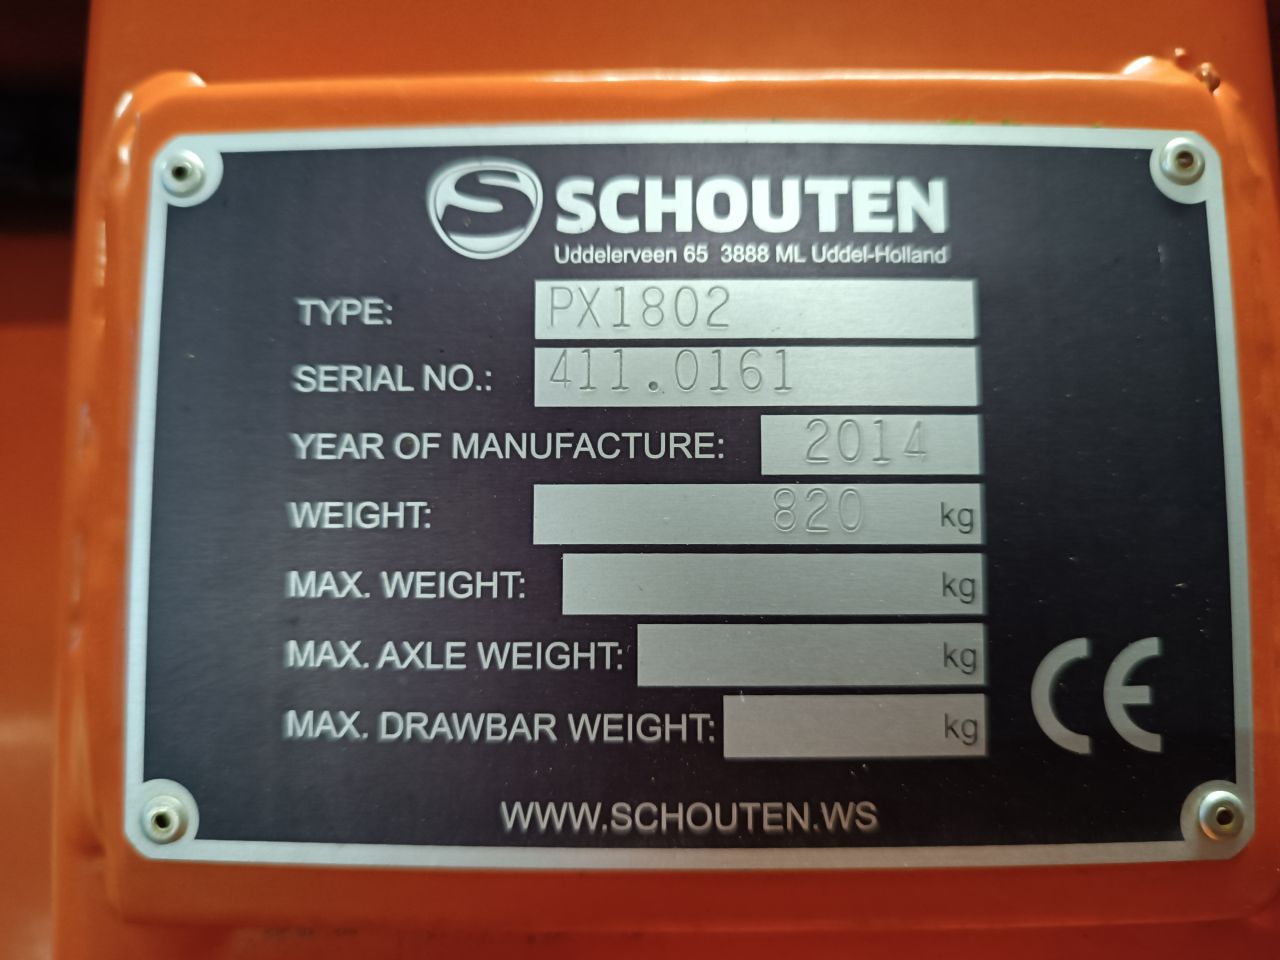 SCHOUTEN
Uddelerveen 65 3888 ML Uddel-Holland
TYPE: PX1802
SERIAL NO.: 411.0161
YEAR OF MANUFACTURE: 2014
WEIGHT: 820 kg
MAX. WEIGHT: kg
MAX. AXLE WEIGHT: kg
MAX. DRAWBAR WEIGHT: kg
CE
WWW.SCHOUTEN.WS